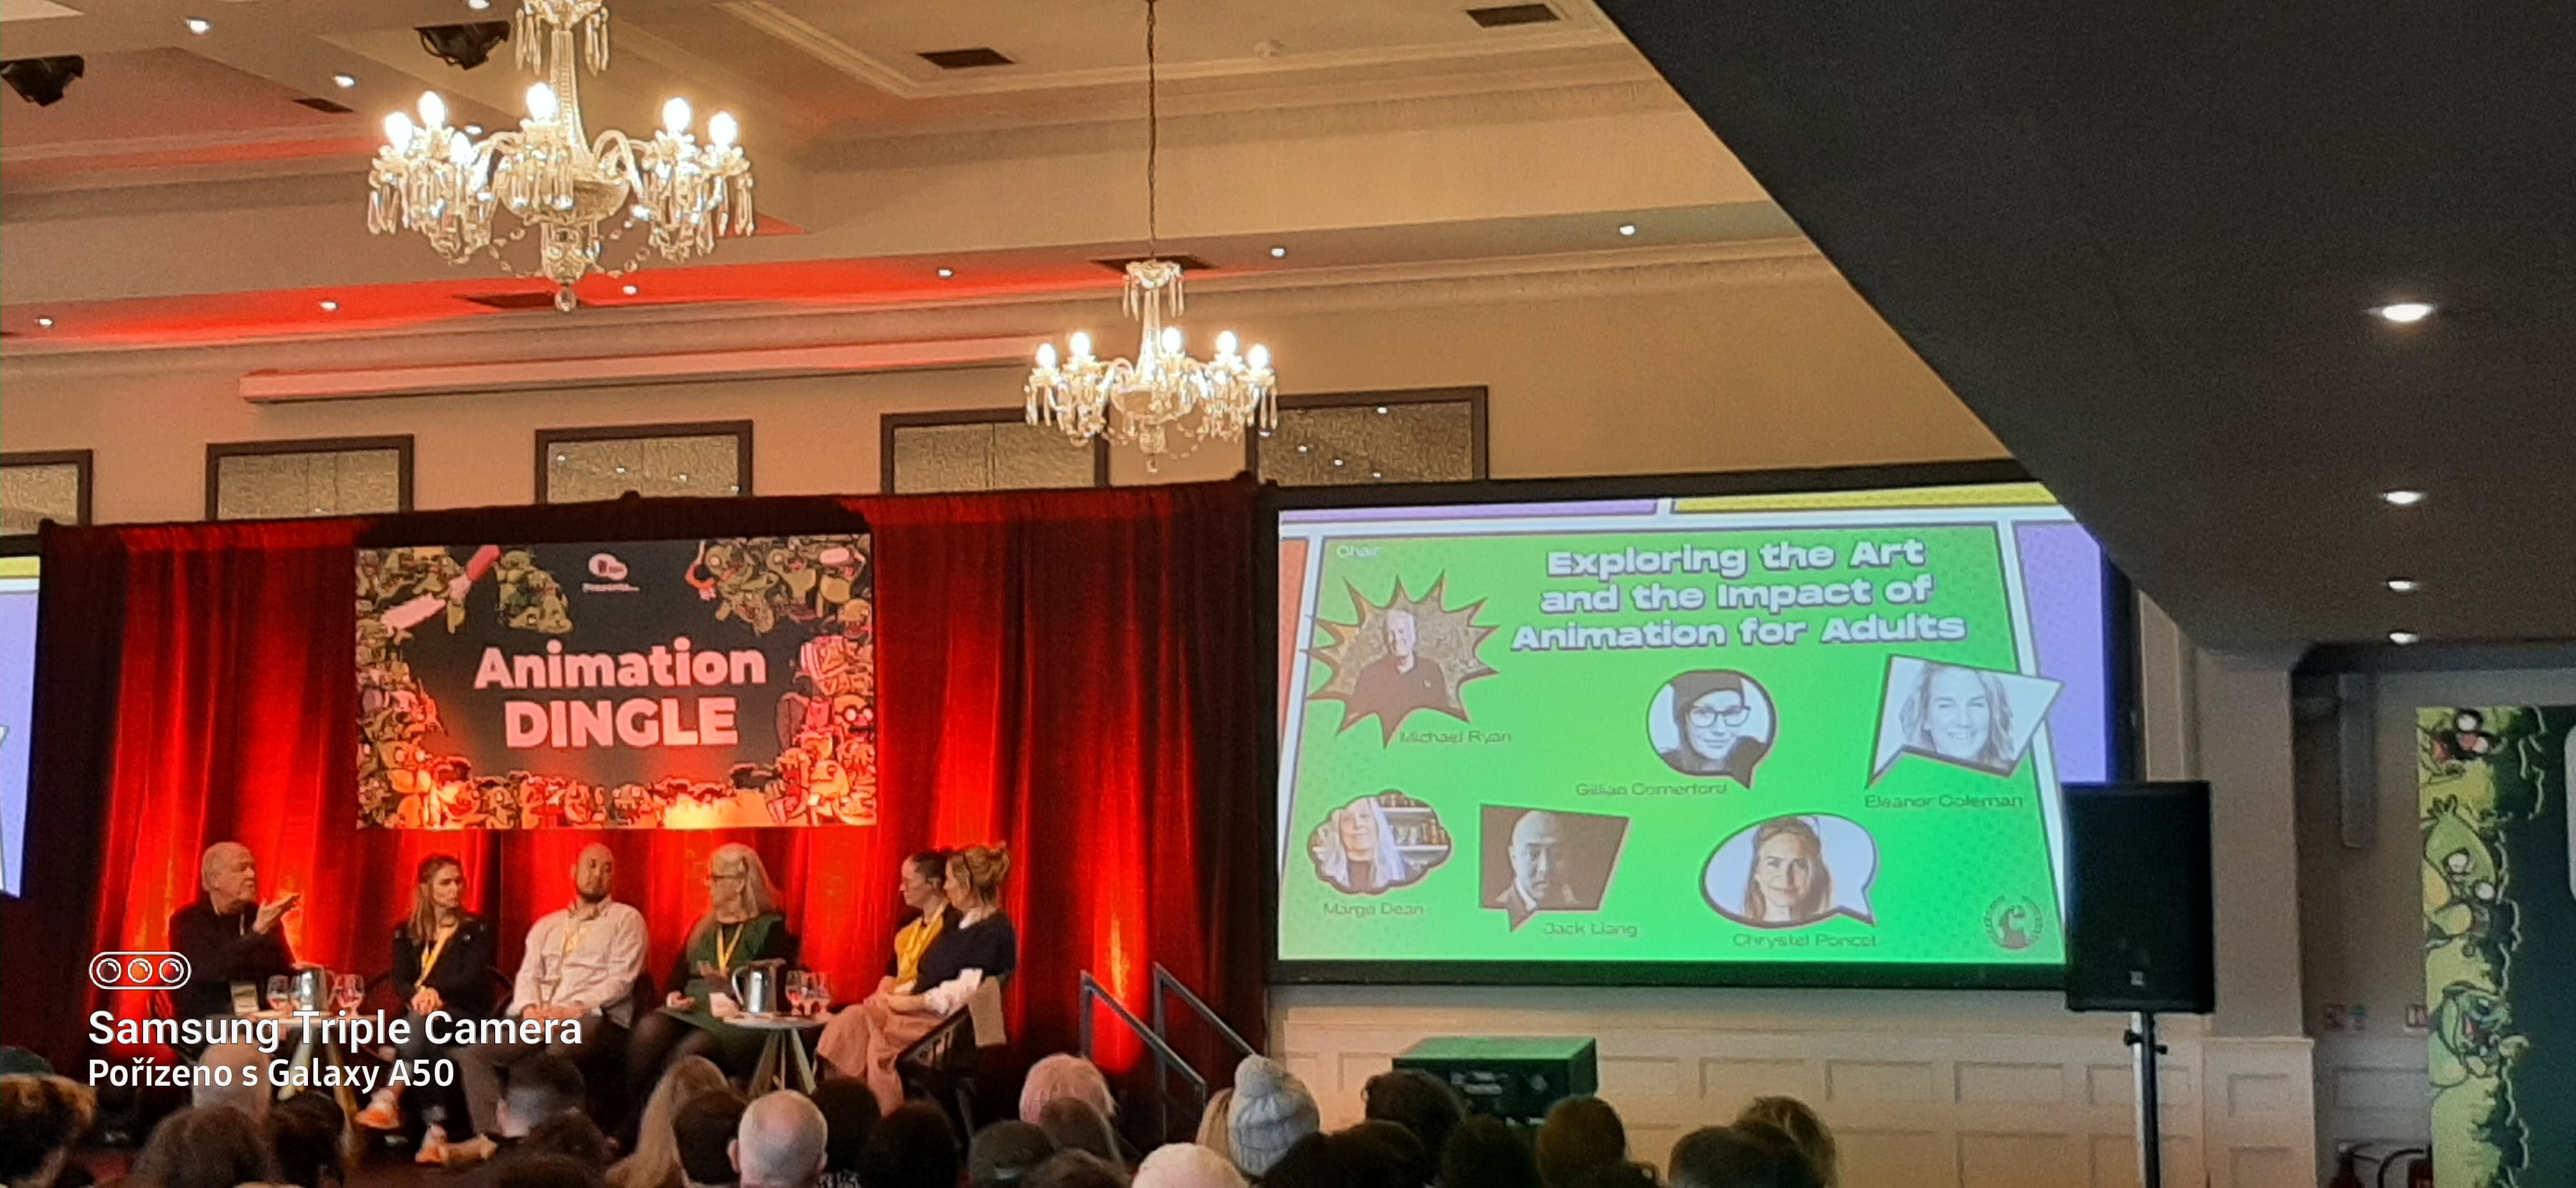 Animation
DINGLE
Chair
Exploring the Art
and the Impact of
Animation for Adults
Michael Ryan
Gillian Comerford
Eleanor Coleman
Marge Dean
Jack Liang
Chrystel Poncet
Samsung Triple Camera
Pořízeno s Galaxy A50